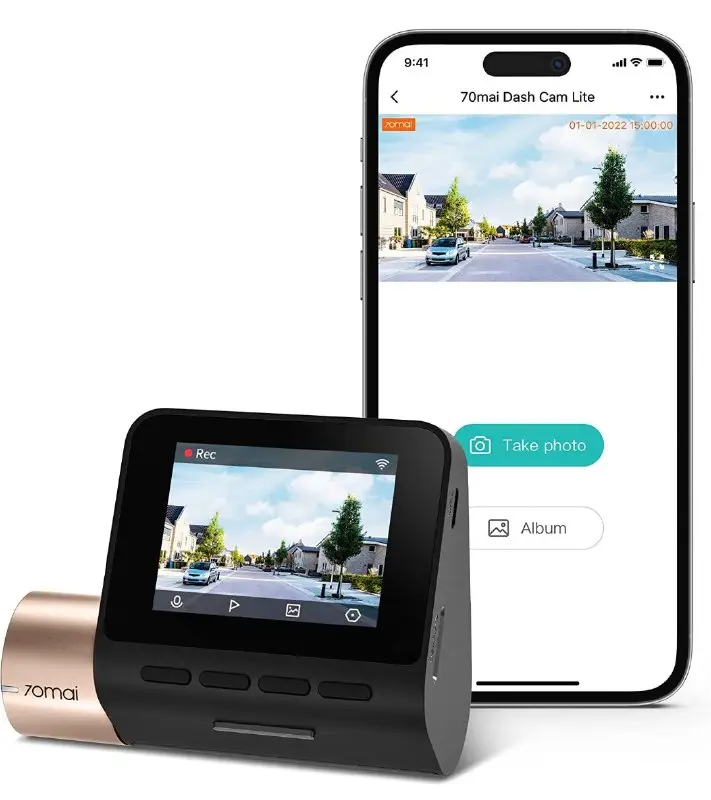 9:41
70mai Dash Cam Lite
70mai
01-01-2022 15:00:00
Take photo
Album
Rec
70mai